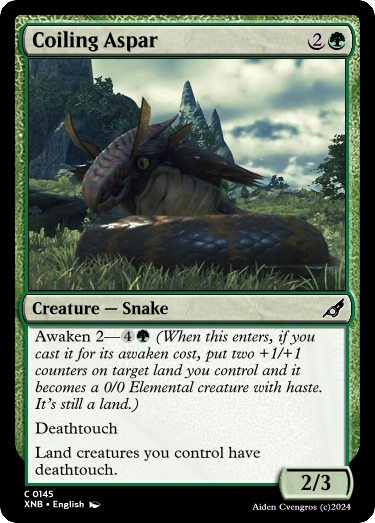 Coiling Aspar 2
Creature — Snake
Awaken 2—4 (When this enters, if you
cast it for its awaken cost, put two +1/+1
counters on target land you control and it
becomes a 0/0 Elemental creature with haste.
It's still a land.)
Deathtouch
Land creatures you control have
deathtouch.
2/3
C 0145
XNB • English
Aiden Cvengros (c)2024